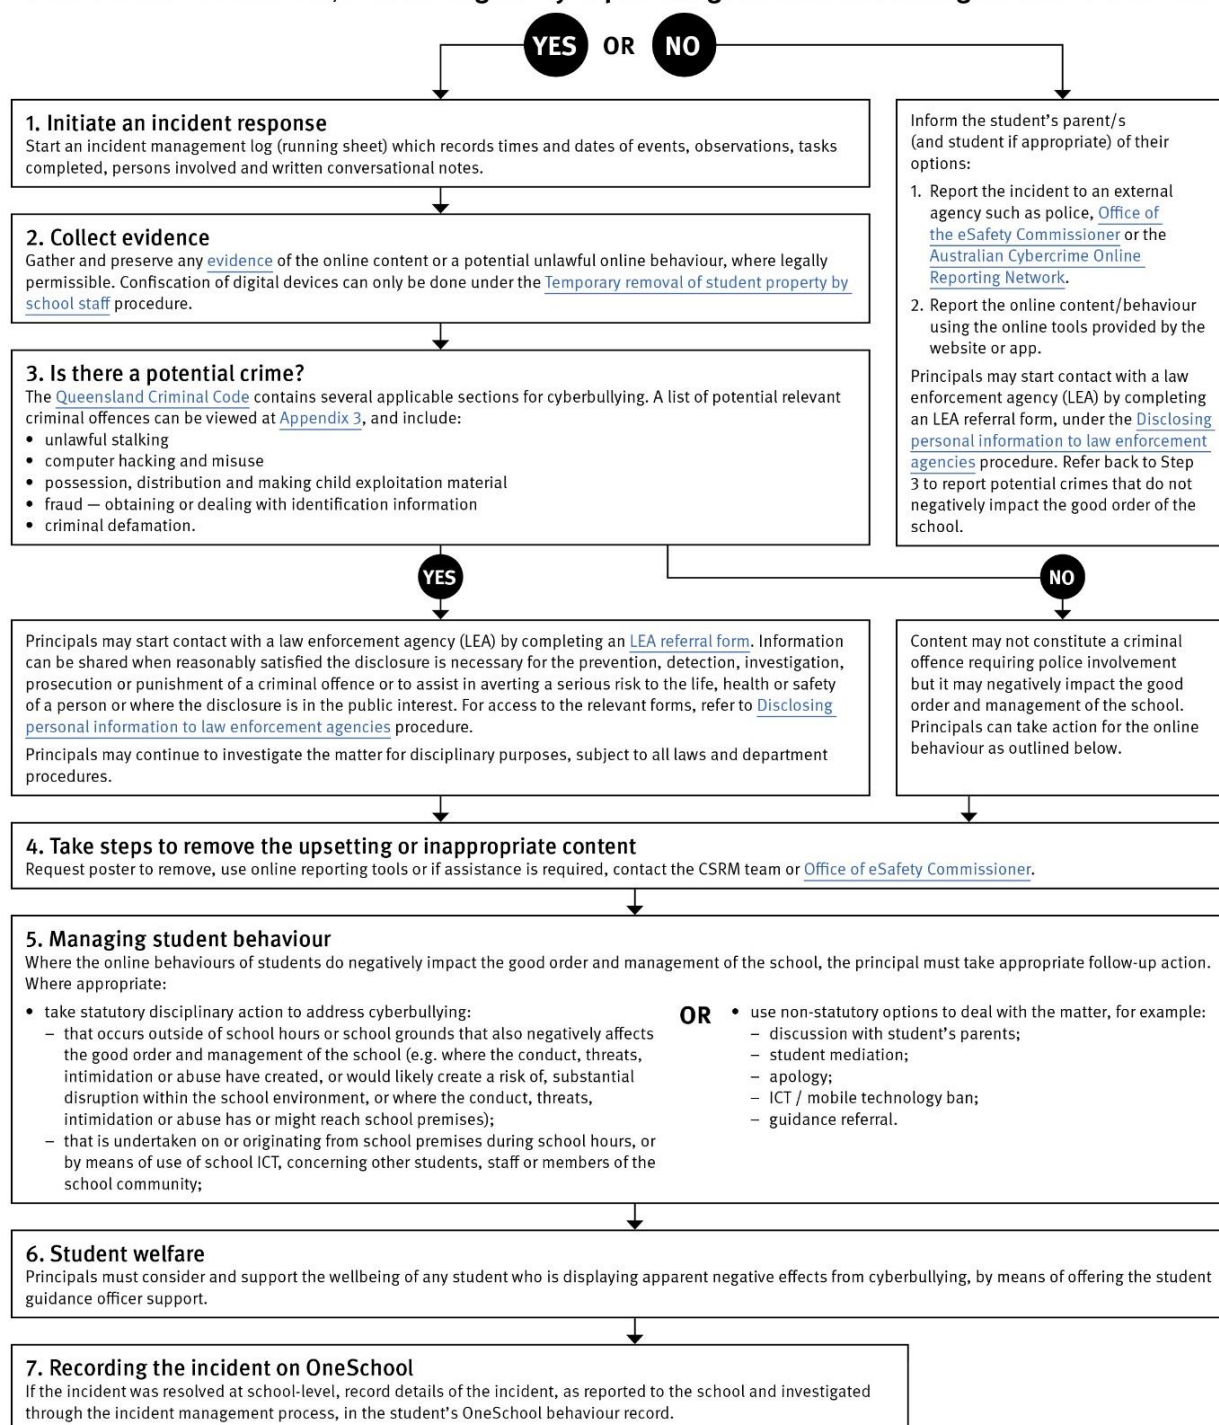 YES OR NO
1. Initiate an incident response
Start an incident management log (running sheet) which records times and dates of events, observations, tasks
completed, persons involved and written conversational notes.
2. Collect evidence
Gather and preserve any evidence of the online content or a potential unlawful online behaviour, where legally
permissible. Confiscation of digital devices can only be done under the Temporary removal of student property by
school staff procedure.
3. Is there a potential crime?
The Queensland Criminal Code contains several applicable sections for cyberbullying. A list of potential relevant
criminal offences can be viewed at Appendix 3, and include:
• unlawful stalking
• computer hacking and misuse
• possession, distribution and making child exploitation material
• fraud — obtaining or dealing with identification information
• criminal defamation.
Inform the student's parent/s
(and student if appropriate) of their
options:
1. Report the incident to an external
agency such as police, Office of
the eSafety Commissioner or the
Australian Cybercrime Online
Reporting Network.
2. Report the online content/behaviour
using the online tools provided by the
website or app.
Principals may start contact with a law
enforcement agency (LEA) by completing
an LEA referral form, under the Disclosing
personal information to law enforcement
agencies procedure. Refer back to Step
3 to report potential crimes that do not
negatively impact the good order of the
school.
YES
NO
Principals may start contact with a law enforcement agency (LEA) by completing an LEA referral form. Information
can be shared when reasonably satisfied the disclosure is necessary for the prevention, detection, investigation,
prosecution or punishment of a criminal offence or to assist in averting a serious risk to the life, health or safety
of a person or where the disclosure is in the public interest. For access to the relevant forms, refer to Disclosing
personal information to law enforcement agencies procedure.
Principals may continue to investigate the matter for disciplinary purposes, subject to all laws and department
procedures.
Content may not constitute a criminal
offence requiring police involvement
but it may negatively impact the good
order and management of the school.
Principals can take action for the online
behaviour as outlined below.
4. Take steps to remove the upsetting or inappropriate content
Request poster to remove, use online reporting tools or if assistance is required, contact the CSRM team or Office of eSafety Commissioner.
5. Managing student behaviour
Where the online behaviours of students do negatively impact the good order and management of the school, the principal must take appropriate follow-up action.
Where appropriate:
• take statutory disciplinary action to address cyberbullying:
– that occurs outside of school hours or school grounds that also negatively affects
the good order and management of the school (e.g. where the conduct, threats,
intimidation or abuse have created, or would likely create a risk of, substantial
disruption within the school environment, or where the conduct, threats,
intimidation or abuse has or might reach school premises);
– that is undertaken on or originating from school premises during school hours, or
by means of use of school ICT, concerning other students, staff or members of the
school community;
OR
• use non-statutory options to deal with the matter, for example:
– discussion with student's parents;
– student mediation;
– apology;
– ICT / mobile technology ban;
– guidance referral.
6. Student welfare
Principals must consider and support the wellbeing of any student who is displaying apparent negative effects from cyberbullying, by means of offering the student
guidance officer support.
7. Recording the incident on OneSchool
If the incident was resolved at school-level, record details of the incident, as reported to the school and investigated
through the incident management process, in the student's OneSchool behaviour record.